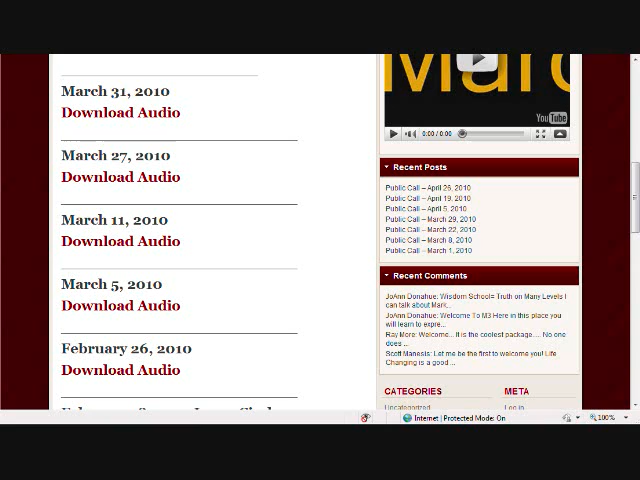 March 31, 2010
Download Audio
March 27, 2010
Download Audio
March 11, 2010
Download Audio
March 5, 2010
Download Audio
February 26, 2010
Download Audio
YouTube
0:00 / 0:00
Recent Posts
Public Call – April 26, 2010
Public Call – April 19, 2010
Public Call – April 5, 2010
Public Call – March 29, 2010
Public Call – March 22, 2010
Public Call – March 8, 2010
Public Call – March 1, 2010
Recent Comments
JoAnn Donahue: Wisdom School= Truth on Many Levels I
can talk about Mark...
JoAnn Donahue: Welcome To M3 Here in this place you
will learn to expre...
Ray More: Welcome... It is the coolest package.... No one
does ...
Scott Manesis: Let me be the first to welcome you! Life
Changing is a good ...
CATEGORIES
META
Uncategorized
Log in
Internet | Protected Mode: On
100%